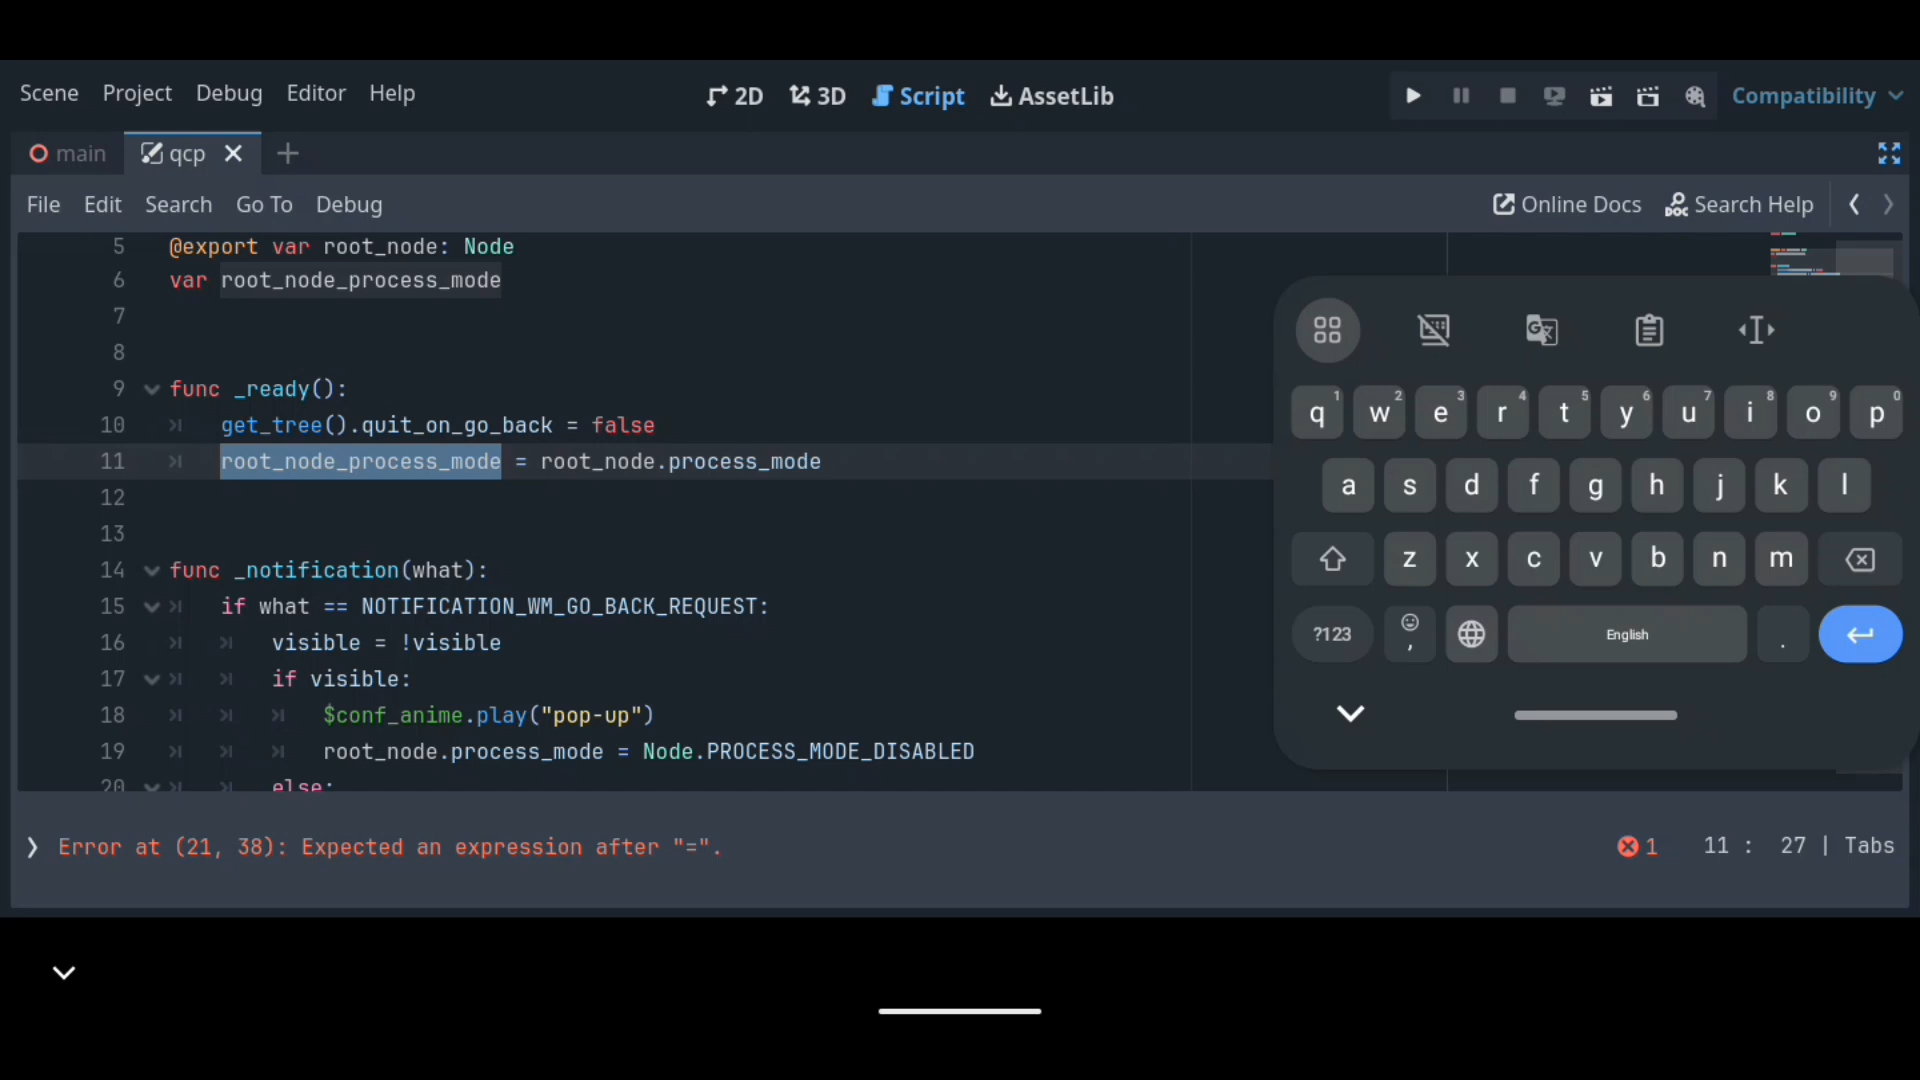 Scene Project Debug Editor Help 2D 3D Script AssetLib Compatibility
main qcp
File Edit Search Go To Debug Online Docs Search Help
5 @export var root_node: Node
6 var root_node_process_mode
7
8
9 func _ready():
10 get_tree().quit_on_go_back = false
11 root_node_process_mode = root_node.process_mode
12
13
14 func _notification(what):
15 if what == NOTIFICATION_WM_GO_BACK_REQUEST:
16 visible = !visible
17 if visible:
18 $conf_anime.play("pop-up")
19 root_node.process_mode = Node.PROCESS_MODE_DISABLED
20 else:
q1 w2 e3 r4 t5 y6 u7 i8 o9 p0
a s d f g h j k l
z x c v b n m
?123 , English .
Error at (21, 38): Expected an expression after "=". 1 11 : 27 | Tabs